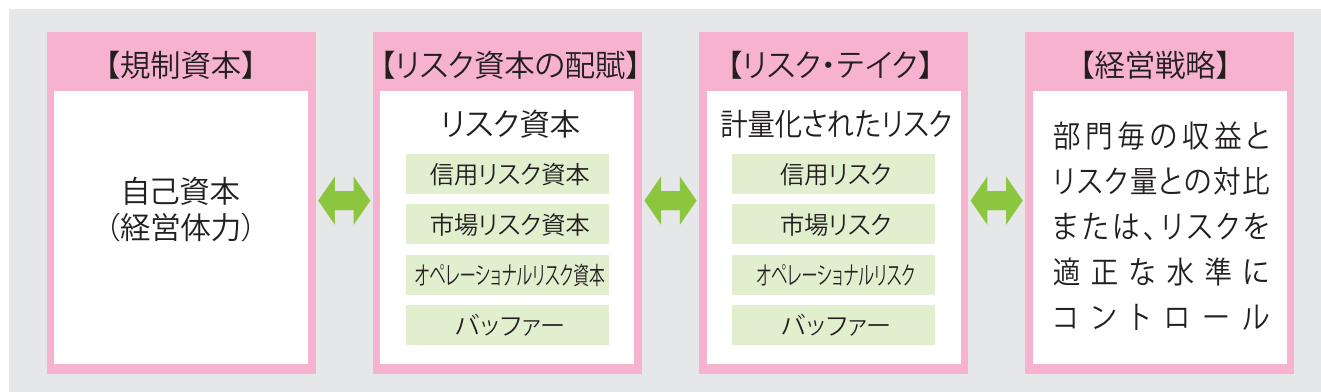 【規制資本】
自己資本
(経営体力)
【リスク資本の配賦】
リスク資本
信用リスク資本
市場リスク資本
オペレーショナルリスク資本
バッファー
【リスク・テイク】
計量化されたリスク
信用リスク
市場リスク
オペレーショナルリスク
バッファー
【経営戦略】
部門毎の収益と
リスク量との対比
または、リスクを
適正な水準に
コントロール